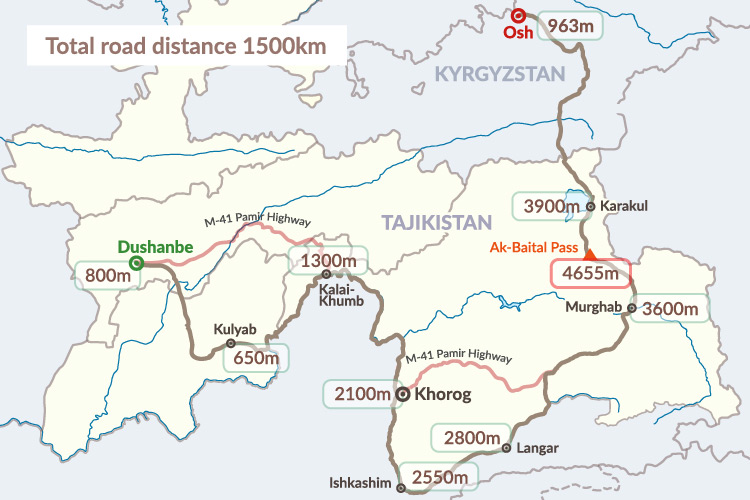 Total road distance 1500km
963m
Osh
KYRGYZSTAN
3900m
Karakul
M-41 Pamir Highway
TAJIKISTAN
Dushanbe
Ak-Baital Pass
1300m
800m
4655m
Kalai-
Khumb
Murghab
3600m
Kulyab
650m
M-41 Pamir Highway
2100m
Khorog
2800m
Langar
Ishkashim
2550m